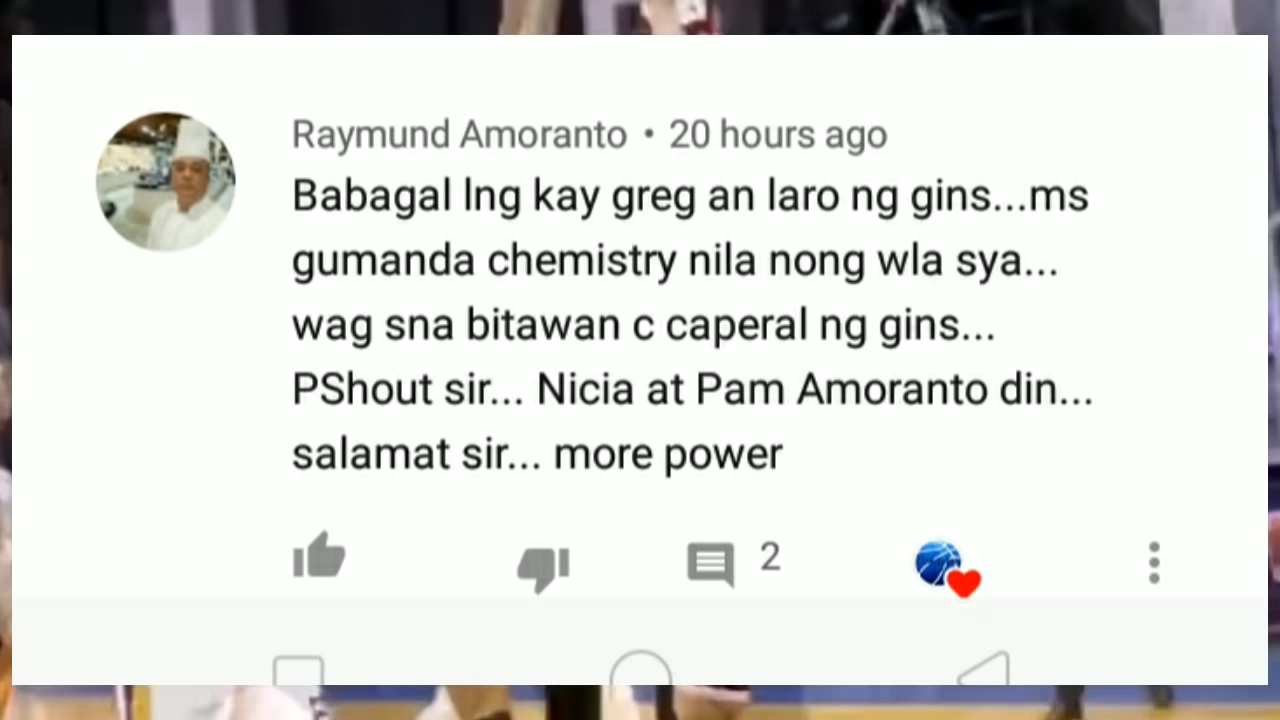 Raymund Amoranto • 20 hours ago
Babagal lng kay greg an laro ng gins...ms
gumanda chemistry nila nong wla sya...
wag sna bitawan c caperal ng gins...
PShout sir... Nicia at Pam Amoranto din...
salamat sir... more power
2